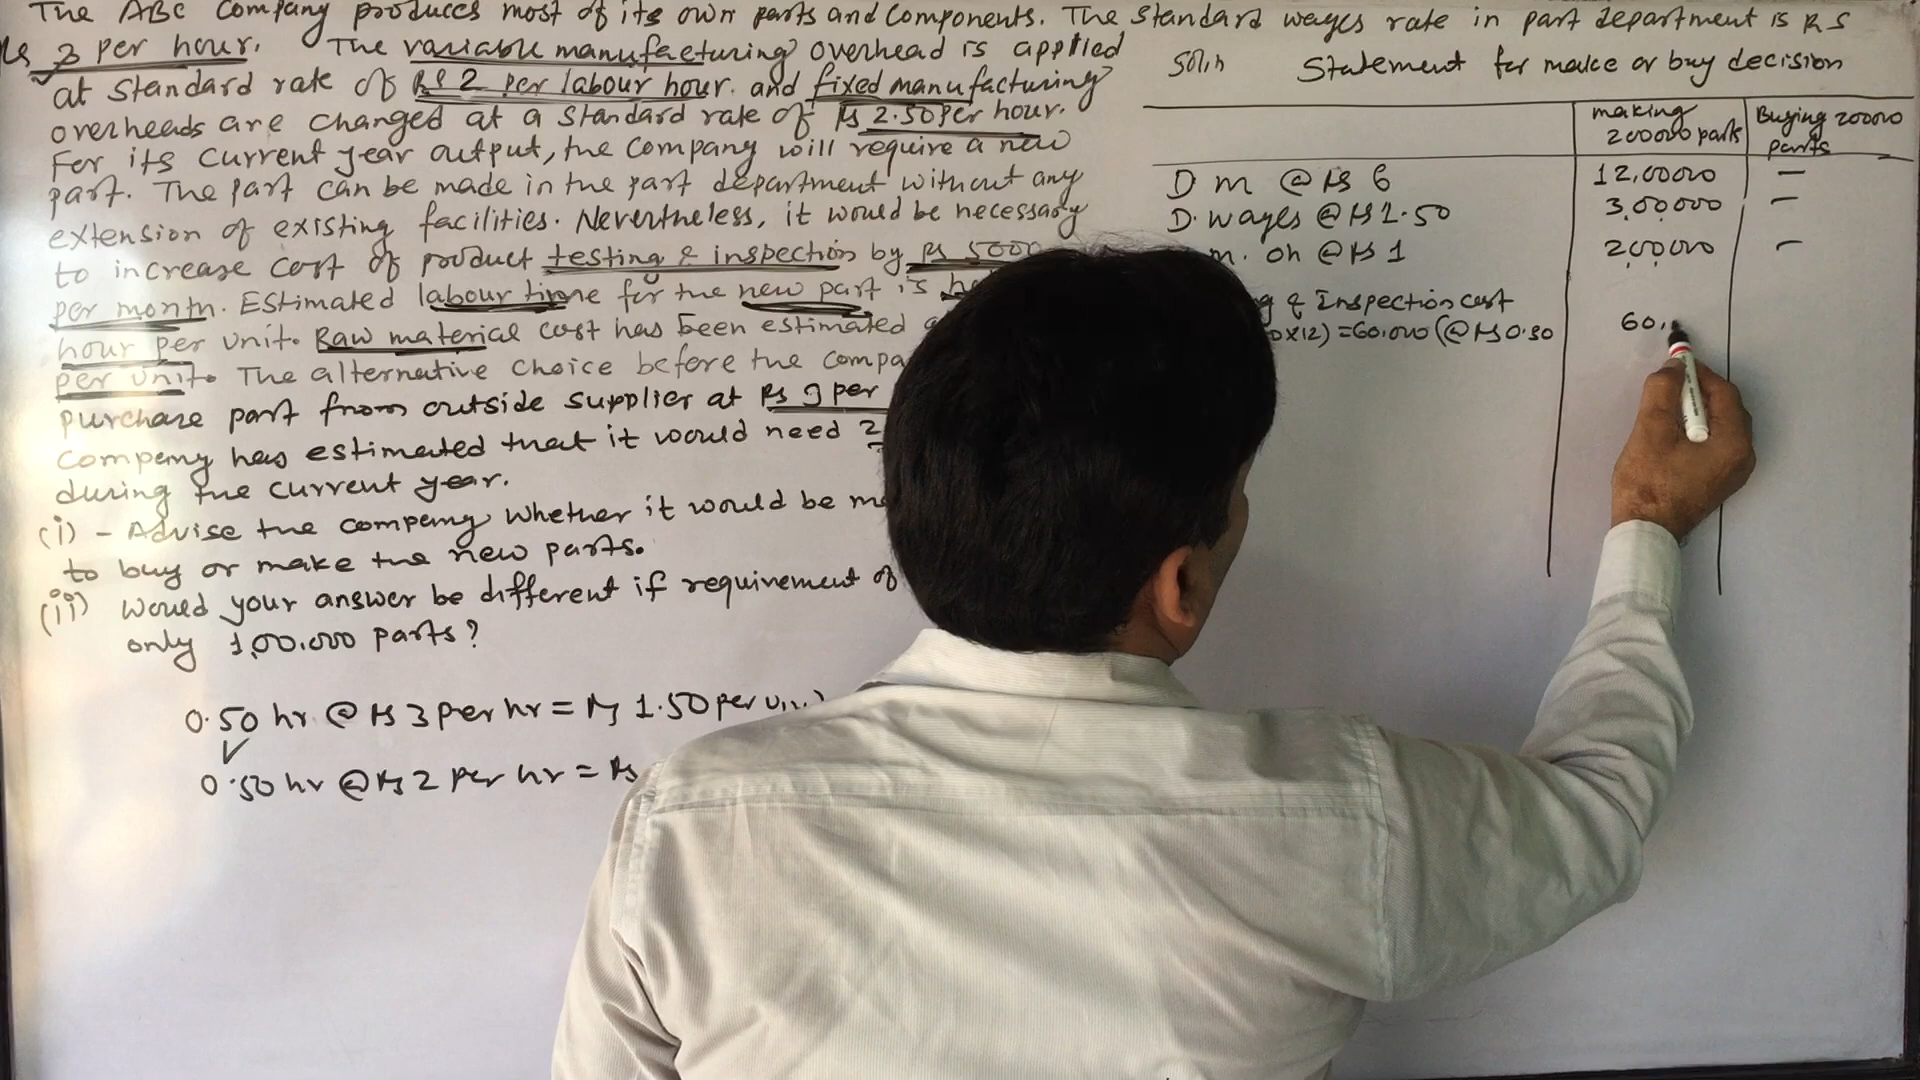 The ABC Company produces most of its own parts and components. The standard wages rate in part department is RS
Rs 3 per hour. The variable manufacturing overhead is applied
at standard rate of Rs 2 per labour hour. and fixed manufacturing
overheads are changed at a standard rate of Rs 2.50 per hour.
For its current year output, the company will require a new
part. The part can be made in the part department without any
extension of existing facilities. Nevertheless, it would be necessary
to increase cost of product testing & inspection by Rs 5000
per month. Estimated labour time for the new part is
hour per unit. Raw material cost has been estimated
per unit. The alternative choice before the compa
purchase part from outside supplier at Rs 9 per
company has estimated that it would need 2
during the current year.
(i) - Advise the company whether it would be mo
to buy or make the new parts.
(ii) would your answer be different if requirement of
only 1,00,000 parts?
0.50 hr @ Rs 3 per hr = Rs 1.50 per
0.50 hr @ Rs 2 per hr = Rs
Soln Statement for make or buy decision
making 200000 parts
Buying 200000 parts
D m @ Rs 6 12,00000 —
D. wages @ Rs 1.50 3,00000 —
m. oh @ Rs 1 2,00,000 —
g & Inspection cost
0x12) = 60,000 (@ Rs 0.30 60,